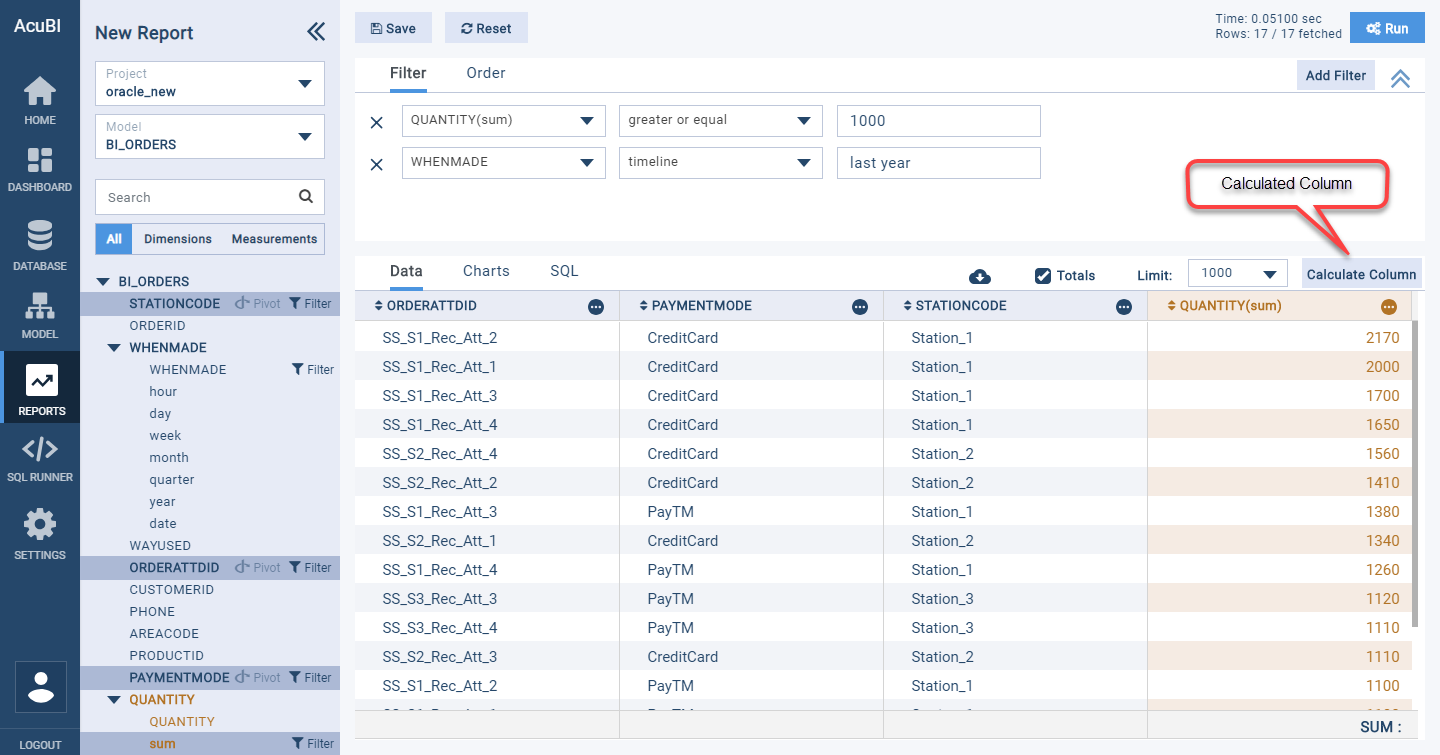 AcuBI
HOME
DASHBOARD
DATABASE
MODEL
REPORTS
SQL RUNNER
SETTINGS
LOGOUT
New Report
Project
oracle_new
Model
BI_ORDERS
Search
All Dimensions Measurements
BI_ORDERS
STATIONCODE Pivot Filter
ORDERID
WHENMADE
WHENMADE Filter
hour
day
week
month
quarter
year
date
WAYUSED
ORDERATTDID Pivot Filter
CUSTOMERID
PHONE
AREACODE
PRODUCTID
PAYMENTMODE Pivot Filter
QUANTITY
QUANTITY
sum Filter
Save Reset
Time: 0.05100 sec
Rows: 17 / 17 fetched
Run
Filter Order Add Filter
QUANTITY(sum) greater or equal 1000
WHENMADE timeline last year
Calculated Column
Data Charts SQL Totals Limit: 1000 Calculate Column
ORDERATTDID PAYMENTMODE STATIONCODE QUANTITY(sum)
SS_S1_Rec_Att_2 CreditCard Station_1 2170
SS_S1_Rec_Att_1 CreditCard Station_1 2000
SS_S1_Rec_Att_3 CreditCard Station_1 1700
SS_S1_Rec_Att_4 CreditCard Station_1 1650
SS_S2_Rec_Att_4 CreditCard Station_2 1560
SS_S2_Rec_Att_2 CreditCard Station_2 1410
SS_S1_Rec_Att_3 PayTM Station_1 1380
SS_S2_Rec_Att_1 CreditCard Station_2 1340
SS_S1_Rec_Att_4 PayTM Station_1 1260
SS_S3_Rec_Att_3 PayTM Station_3 1120
SS_S3_Rec_Att_4 PayTM Station_3 1110
SS_S2_Rec_Att_3 CreditCard Station_2 1110
SS_S1_Rec_Att_2 PayTM Station_1 1100
SUM :